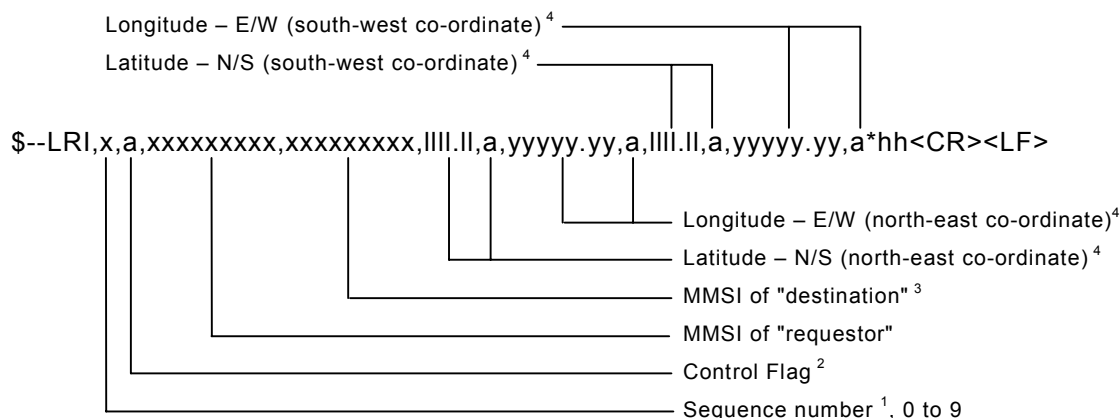 Longitude – E/W (south-west co-ordinate) 4
Latitude – N/S (south-west co-ordinate) 4
$--LRI,x,a,xxxxxxxxx,xxxxxxxxx,llll.ll,a,yyyyy.yy,a,llll.ll,a,yyyyy.yy,a*hh<CR><LF>
Longitude – E/W (north-east co-ordinate)4
Latitude – N/S (north-east co-ordinate) 4
MMSI of "destination" 3
MMSI of "requestor"
Control Flag 2
Sequence number 1, 0 to 9